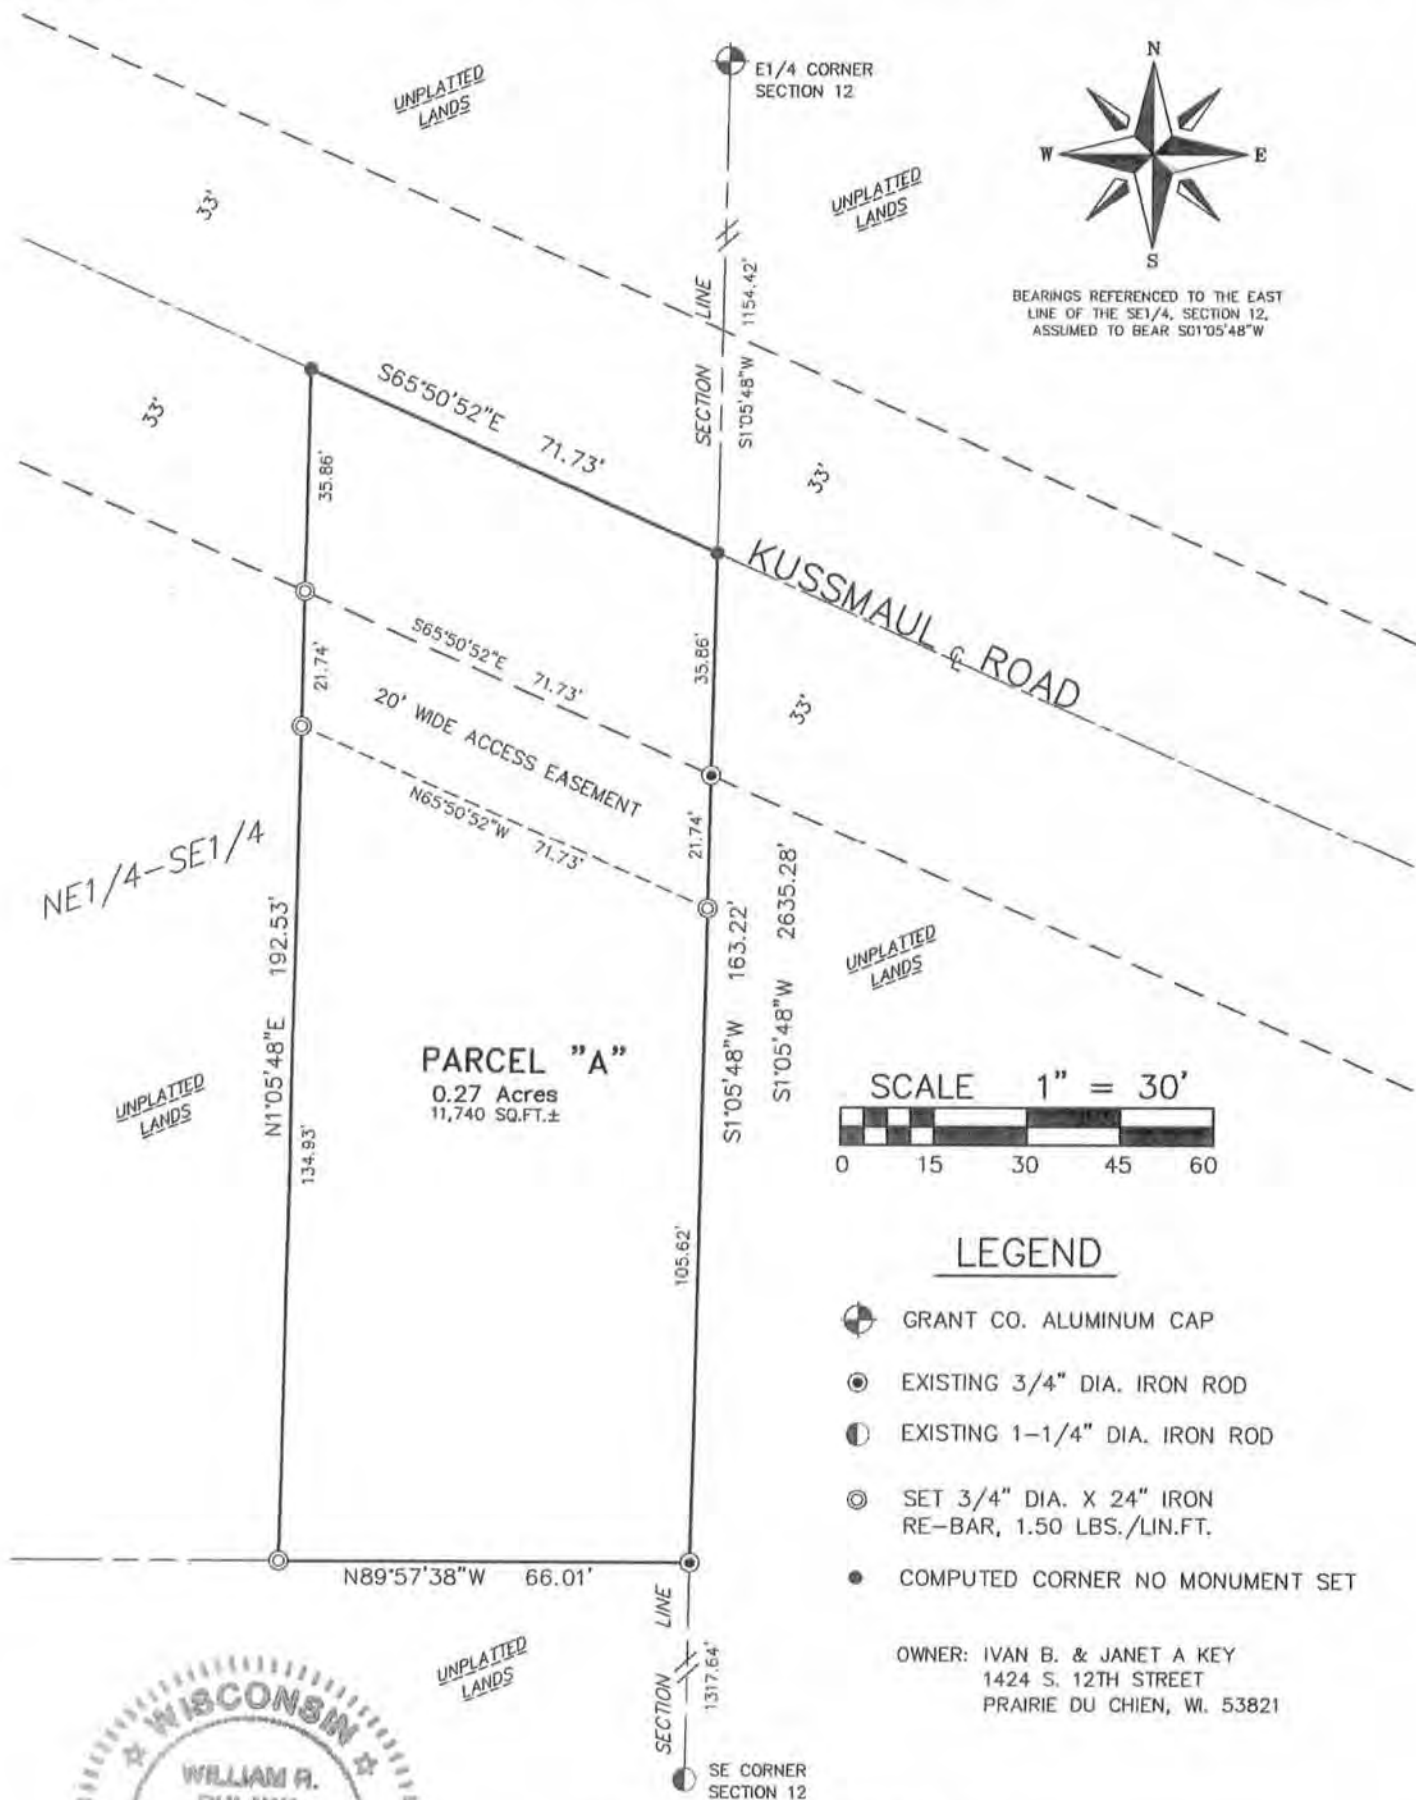 N
E1/4 CORNER
SECTION 12
UNPLATTED
LANDS
W
E
UNPLATTED
LANDS
S
33'
BEARINGS REFERENCED TO THE EAST
LINE OF THE SE1/4, SECTION 12,
ASSUMED TO BEAR S01°05'48"W
SECTION LINE
S1°05'48"W 1154.42'
S65°50'52"E 71.73'
33'
35.86'
33'
KUSSMAUL ℄ ROAD
S65°50'52"E 71.73'
35.86'
21.74'
20' WIDE ACCESS EASEMENT
33'
N65°50'52"W 71.73'
21.74'
NE1/4-SE1/4
N1°05'48"E 192.53'
S1°05'48"W 163.22'
S1°05'48"W 2635.28'
UNPLATTED
LANDS
PARCEL "A"
0.27 Acres
11,740 SQ.FT.±
UNPLATTED
LANDS
134.93'
SCALE 1" = 30'
0 15 30 45 60
105.62'
LEGEND
GRANT CO. ALUMINUM CAP
EXISTING 3/4" DIA. IRON ROD
EXISTING 1-1/4" DIA. IRON ROD
SET 3/4" DIA. X 24" IRON
RE-BAR, 1.50 LBS./LIN.FT.
COMPUTED CORNER NO MONUMENT SET
N89°57'38"W 66.01'
SECTION LINE
1317.64'
UNPLATTED
LANDS
OWNER: IVAN B. & JANET A KEY
1424 S. 12TH STREET
PRAIRIE DU CHIEN, WI. 53821
WISCONSIN
WILLIAM R.
SE CORNER
SECTION 12